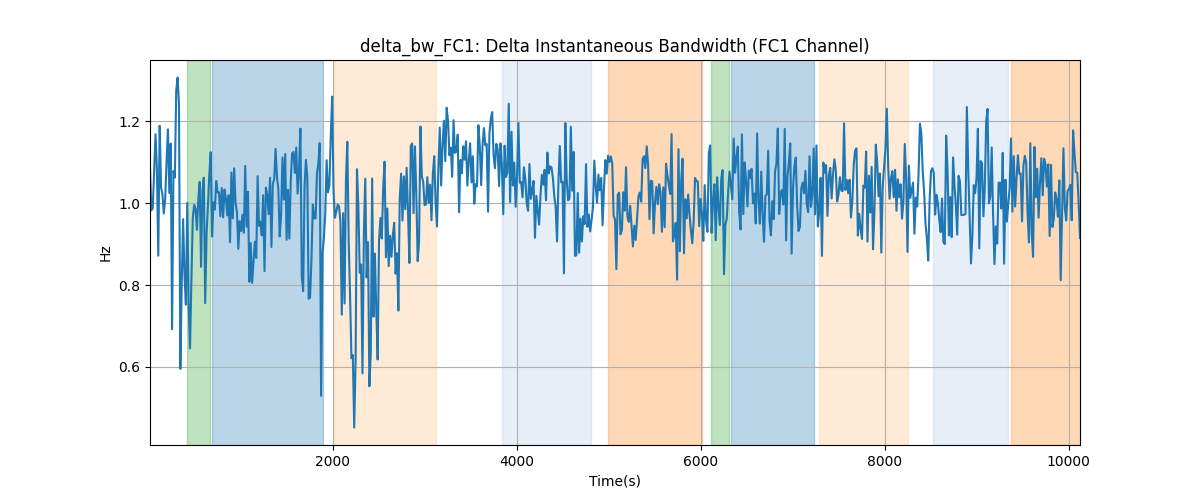 delta_bw_FC1: Delta Instantaneous Bandwidth (FC1 Channel)
1.2
1.0
0.8
0.6
Hz
2000 4000 6000 8000 10000
Time(s)